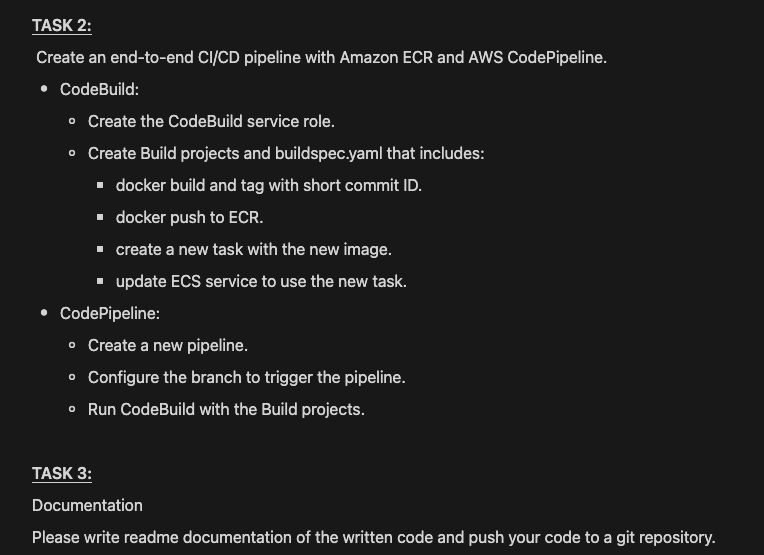 TASK 2:
Create an end-to-end CI/CD pipeline with Amazon ECR and AWS CodePipeline.
• CodeBuild:
◦ Create the CodeBuild service role.
◦ Create Build projects and buildspec.yaml that includes:
▪ docker build and tag with short commit ID.
▪ docker push to ECR.
▪ create a new task with the new image.
▪ update ECS service to use the new task.
• CodePipeline:
◦ Create a new pipeline.
◦ Configure the branch to trigger the pipeline.
◦ Run CodeBuild with the Build projects.
TASK 3:
Documentation
Please write readme documentation of the written code and push your code to a git repository.